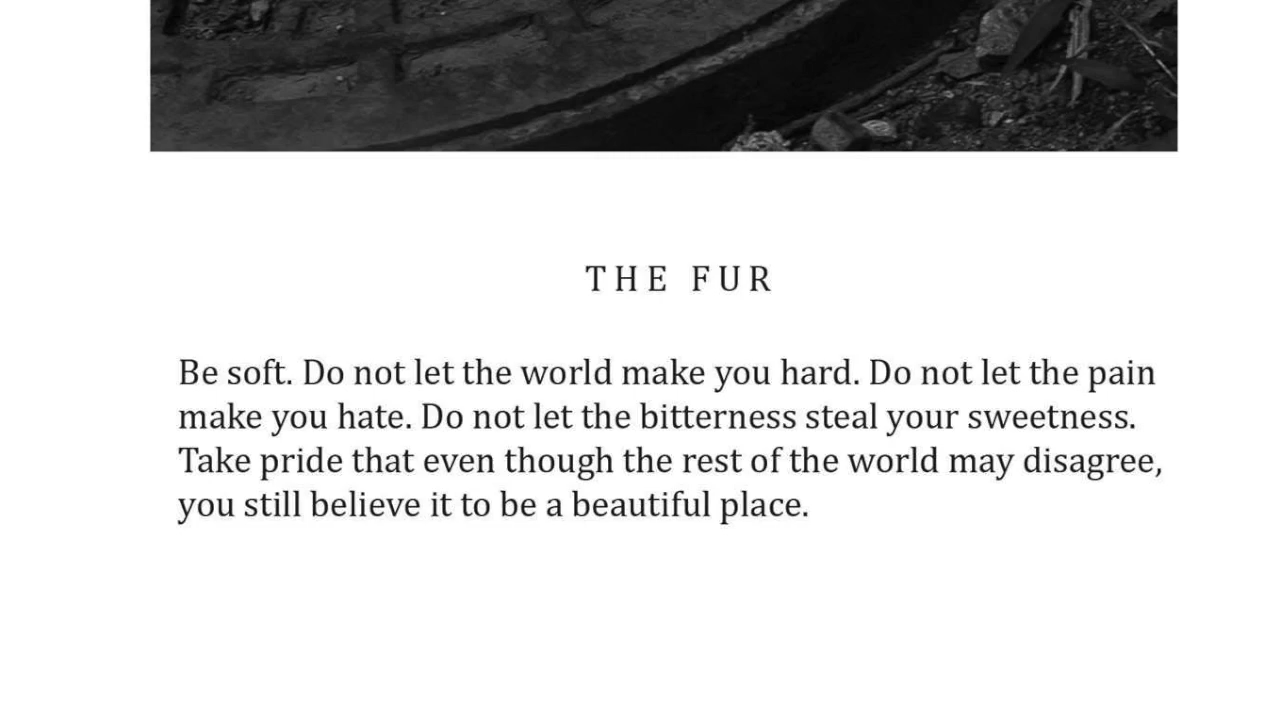 THE FUR
Be soft. Do not let the world make you hard. Do not let the pain
make you hate. Do not let the bitterness steal your sweetness.
Take pride that even though the rest of the world may disagree,
you still believe it to be a beautiful place.